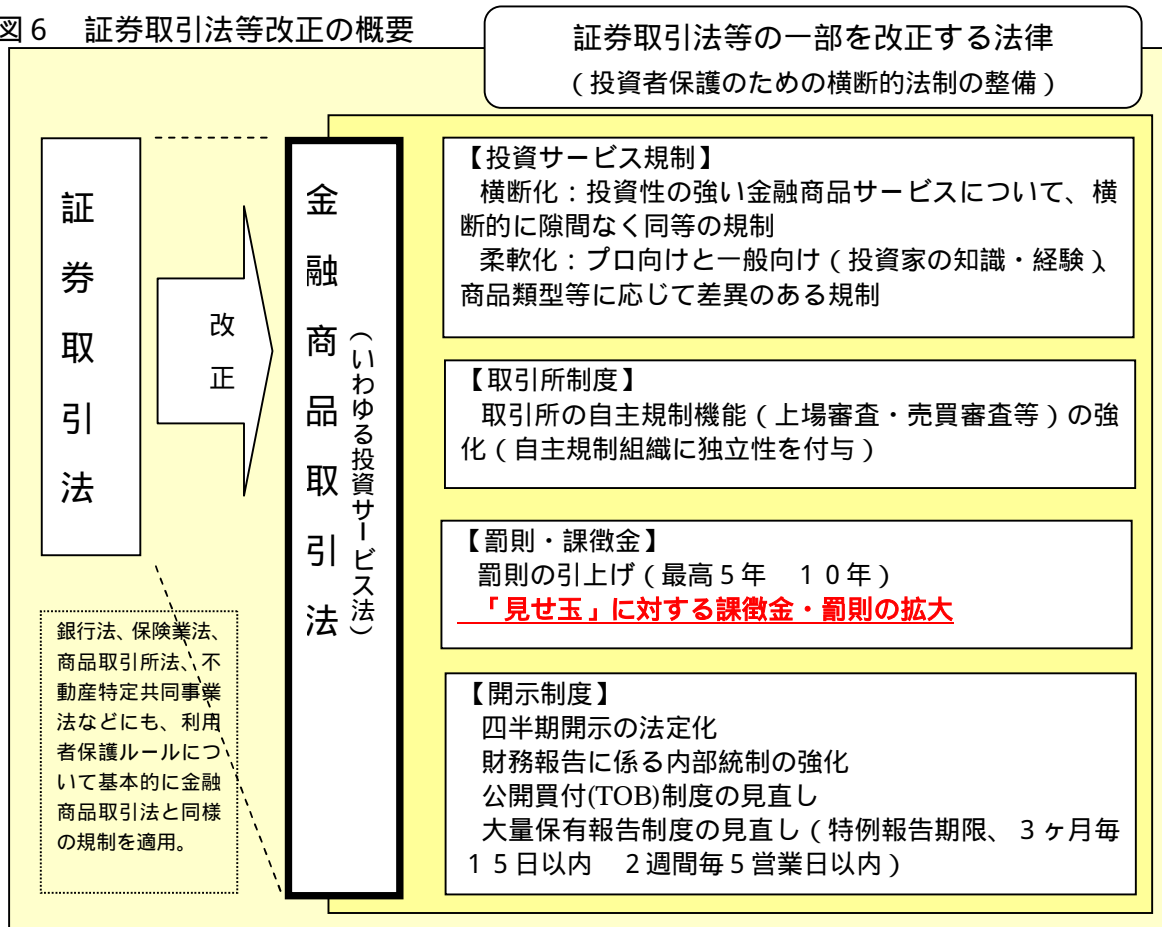 図６　証券取引法等改正の概要
証券取引法等の一部を改正する法律
（投資者保護のための横断的法制の整備）
証券取引法
改正
金融商品取引法
（いわゆる投資サービス法）
【投資サービス規制】
横断化：投資性の強い金融商品サービスについて、横
断的に隙間なく同等の規制
柔軟化：プロ向けと一般向け（投資家の知識・経験）、
商品類型等に応じて差異のある規制
【取引所制度】
取引所の自主規制機能（上場審査・売買審査等）の強
化（自主規制組織に独立性を付与）
【罰則・課徴金】
罰則の引上げ（最高５年　１０年）
「見せ玉」に対する課徴金・罰則の拡大
【開示制度】
四半期開示の法定化
財務報告に係る内部統制の強化
公開買付(TOB)制度の見直し
大量保有報告制度の見直し（特例報告期限、３ヶ月毎
１５日以内　２週間毎５営業日以内）
銀行法、保険業法、
商品取引所法、不
動産特定共同事業
法などにも、利用
者保護ルールにつ
いて基本的に金融
商品取引法と同様
の規制を適用。